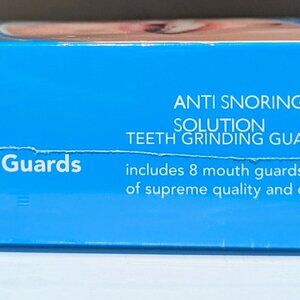 ANTI SNORING
SOLUTION
TEETH GRINDING GUA
Guards
includes 8 mouth guards
of supreme quality and